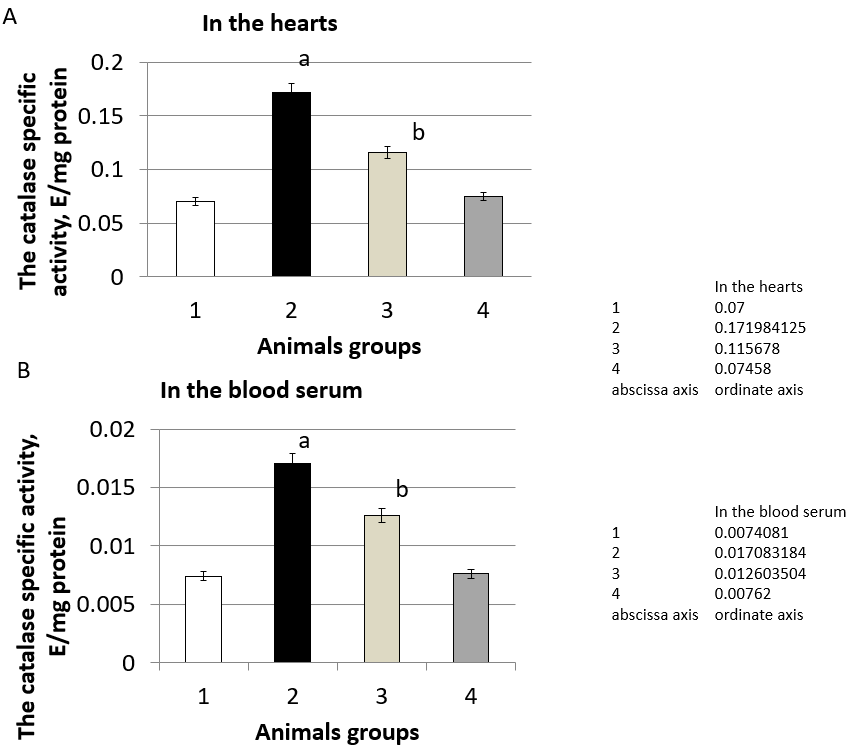 A
In the hearts
The catalase specific
activity, E/mg protein
a
b
0.2
0.15
0.1
0.05
0
1 2 3 4
Animals groups
In the hearts
1 0.07
2 0.171984125
3 0.115678
4 0.07458
abscissa axis ordinate axis
B
In the blood serum
The catalase specific activity,
E/mg protein
a
b
0.02
0.015
0.01
0.005
0
1 2 3 4
Animals groups
In the blood serum
1 0.0074081
2 0.017083184
3 0.012603504
4 0.00762
abscissa axis ordinate axis